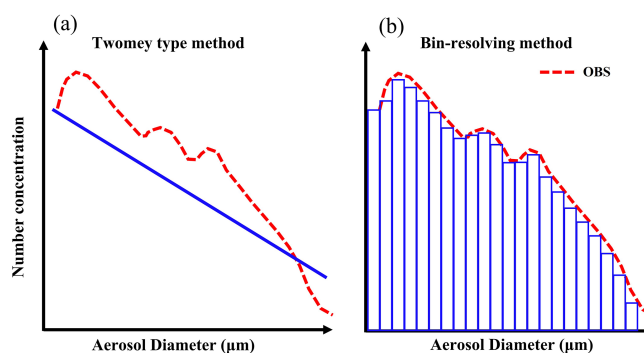 (a)
Twomey type method
Number concentration
Aerosol Diameter (μm)
(b)
Bin-resolving method
OBS
Aerosol Diameter (μm)